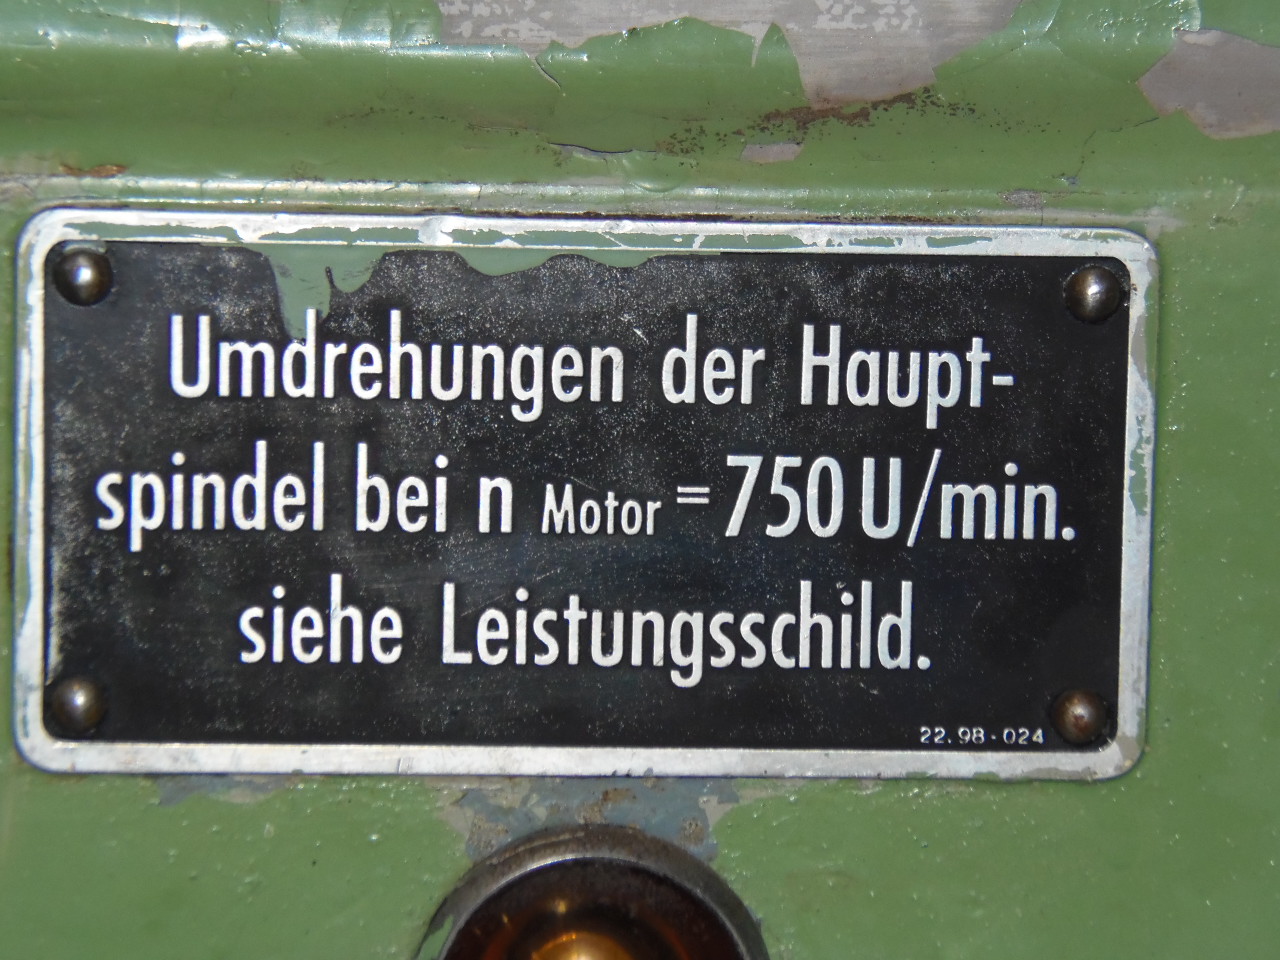 Umdrehungen der Haupt-
spindel bei n Motor = 750 U/min.
siehe Leistungsschild.
22.98-024